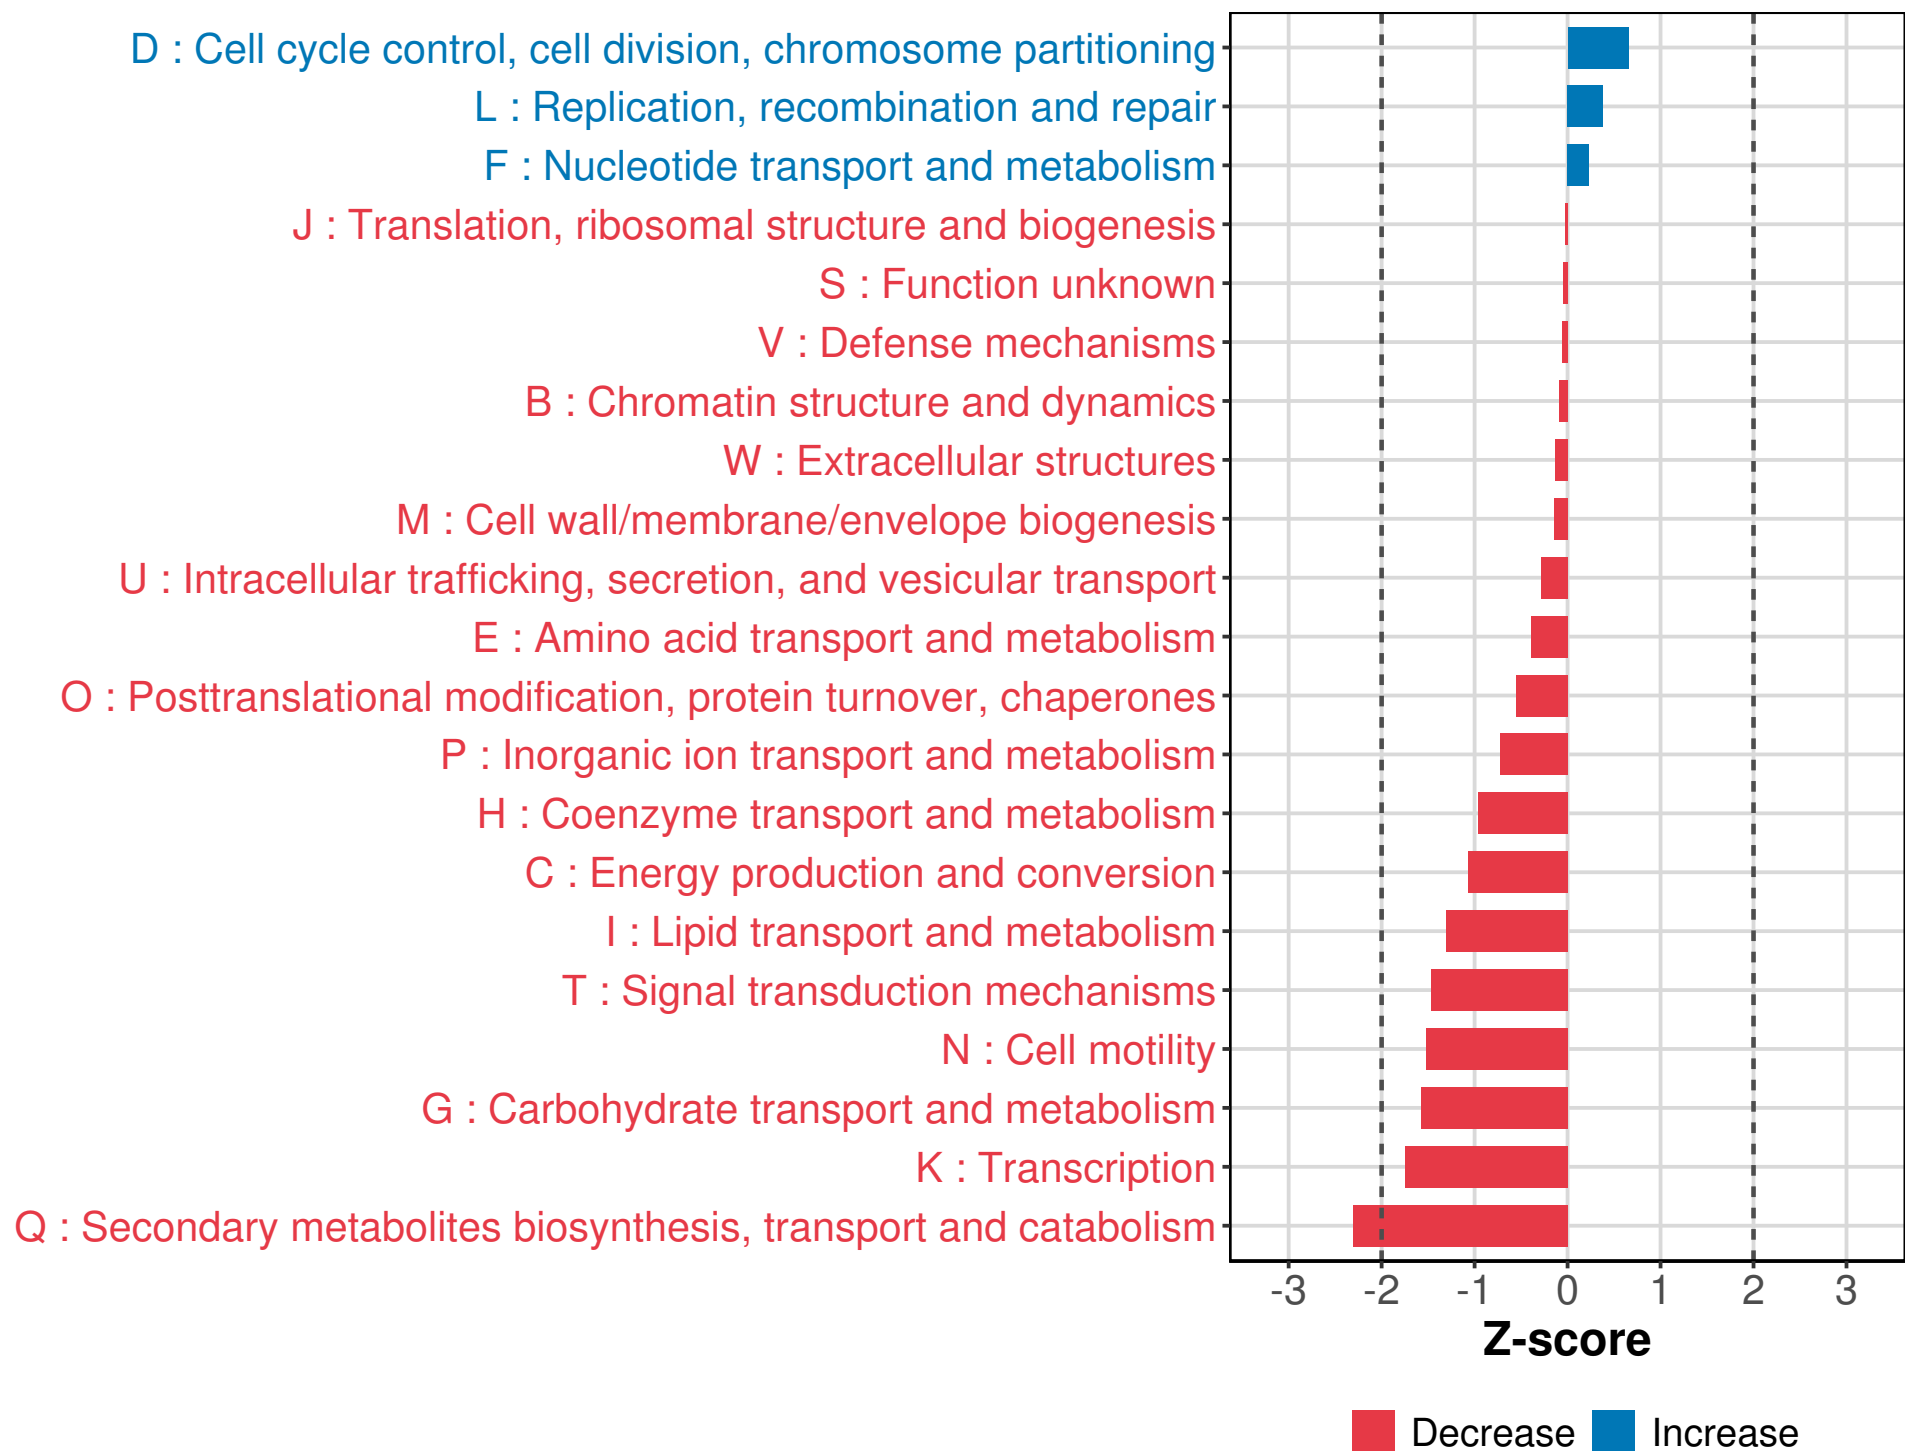 D : Cell cycle control, cell division, chromosome partitioning
L : Replication, recombination and repair
F : Nucleotide transport and metabolism
J : Translation, ribosomal structure and biogenesis
S : Function unknown
V : Defense mechanisms
B : Chromatin structure and dynamics
W : Extracellular structures
M : Cell wall/membrane/envelope biogenesis
U : Intracellular trafficking, secretion, and vesicular transport
E : Amino acid transport and metabolism
O : Posttranslational modification, protein turnover, chaperones
P : Inorganic ion transport and metabolism
H : Coenzyme transport and metabolism
C : Energy production and conversion
I : Lipid transport and metabolism
T : Signal transduction mechanisms
N : Cell motility
G : Carbohydrate transport and metabolism
K : Transcription
Q : Secondary metabolites biosynthesis, transport and catabolism
-3 -2 -1 0 1 2 3
Z-score
Decrease Increase